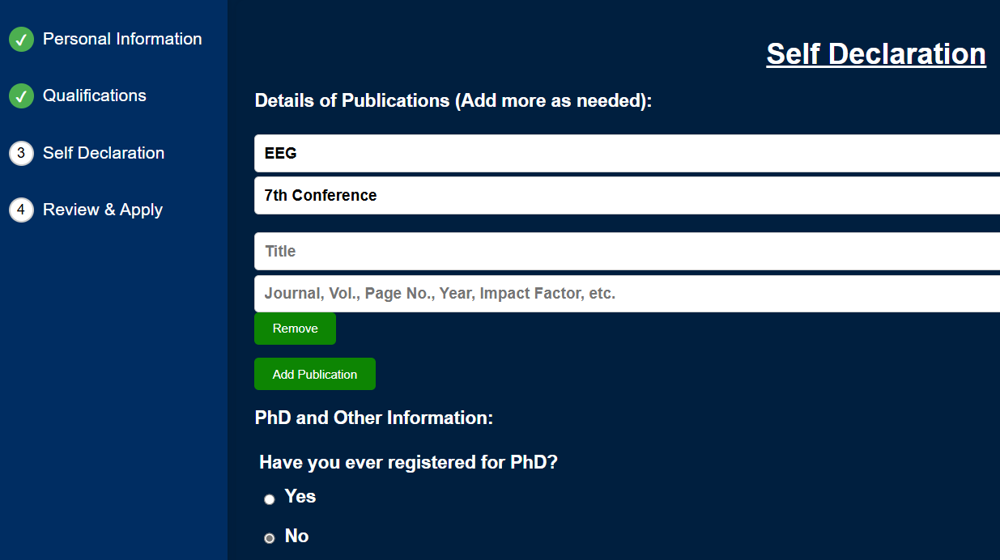 Personal Information
Qualifications
3 Self Declaration
4 Review & Apply
Self Declaration
Details of Publications (Add more as needed):
EEG
7th Conference
Title
Journal, Vol., Page No., Year, Impact Factor, etc.
Remove
Add Publication
PhD and Other Information:
Have you ever registered for PhD?
Yes
No